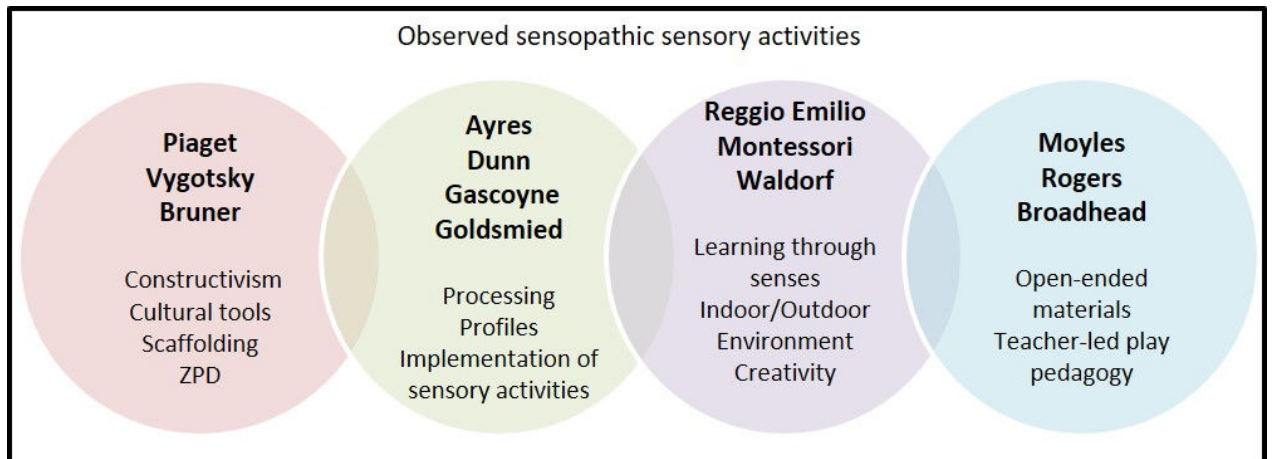 Observed sensopathic sensory activities
Piaget
Vygotsky
Bruner
Constructivism
Cultural tools
Scaffolding
ZPD
Ayres
Dunn
Gascoyne
Goldsmied
Processing
Profiles
Implementation of
sensory activities
Reggio Emilio
Montessori
Waldorf
Learning through
senses
Indoor/Outdoor
Environment
Creativity
Moyles
Rogers
Broadhead
Open-ended
materials
Teacher-led play
pedagogy